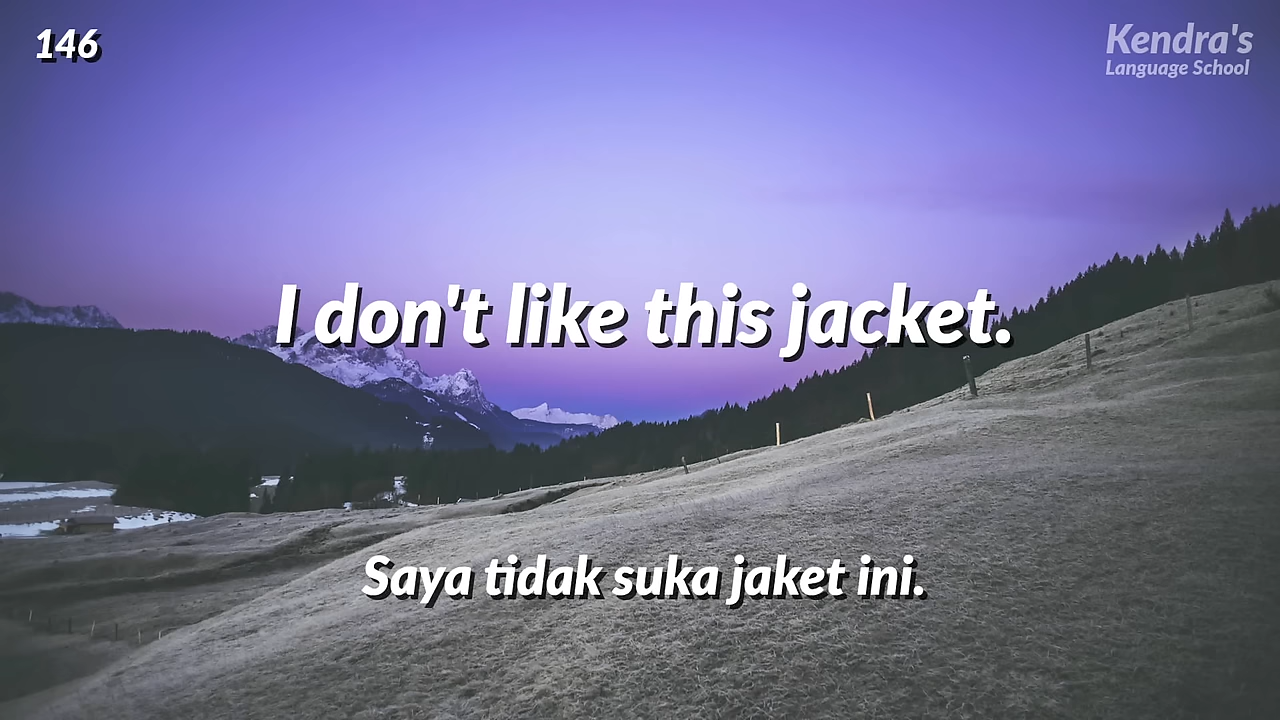 146
Kendra's
Language School
I don't like this jacket.
Saya tidak suka jaket ini.